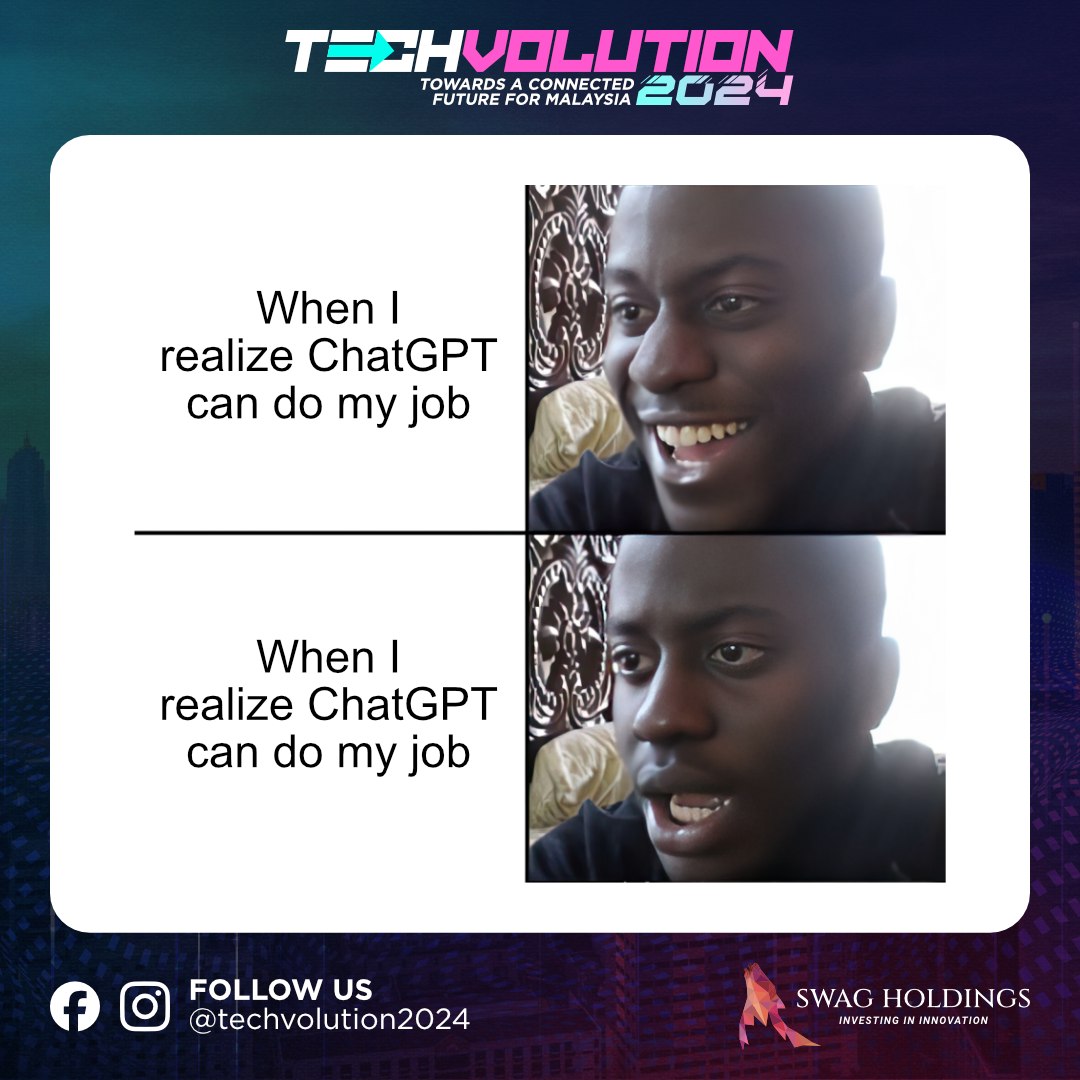 TECHVOLUTION
TOWARDS A CONNECTED
FUTURE FOR MALAYSIA
2024
When I
realize ChatGPT
can do my job
When I
realize ChatGPT
can do my job
FOLLOW US
@techvolution2024
SWAG HOLDINGS
INVESTING IN INNOVATION